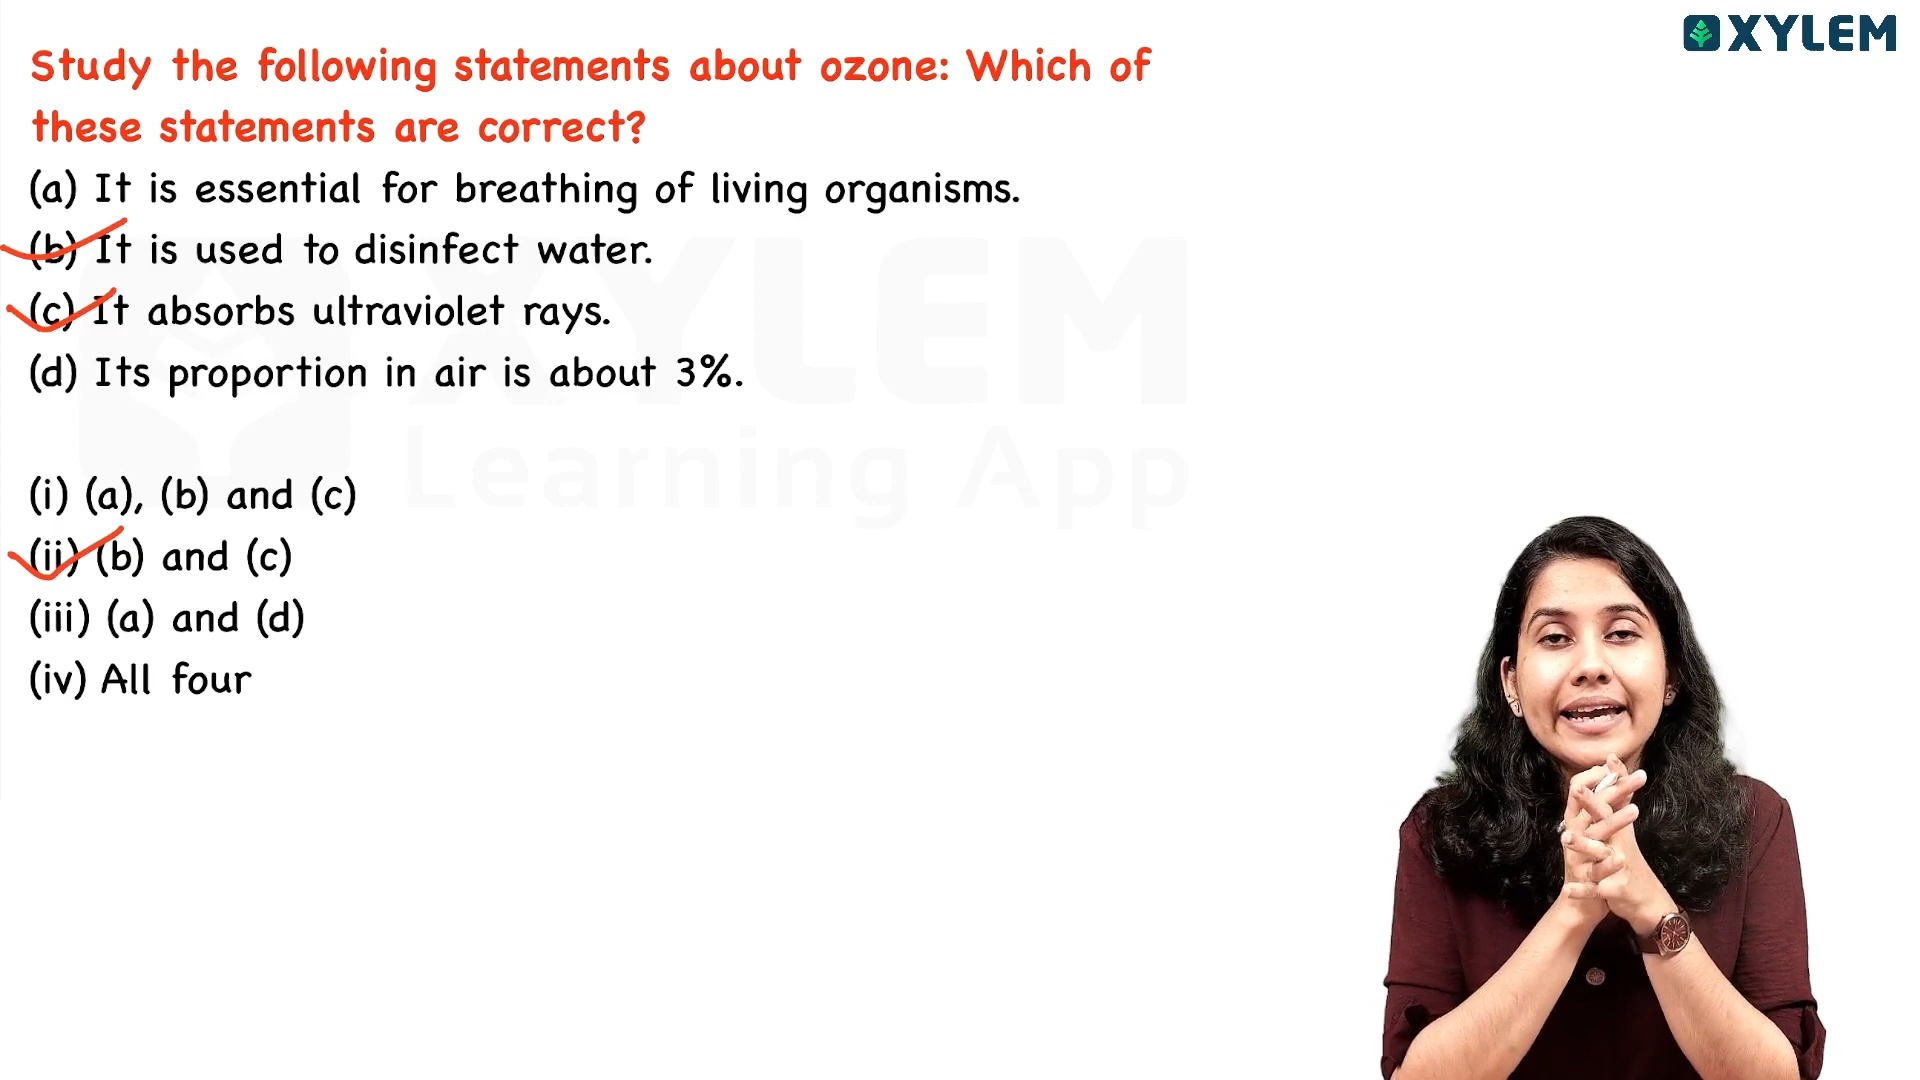 XYLEM
Study the following statements about ozone: Which of
these statements are correct?
(a) It is essential for breathing of living organisms.
(b) It is used to disinfect water.
(c) It absorbs ultraviolet rays.
(d) Its proportion in air is about 3%.
XYLEM
Learning App
(i) (a), (b) and (c)
(ii) (b) and (c)
(iii) (a) and (d)
(iv) All four